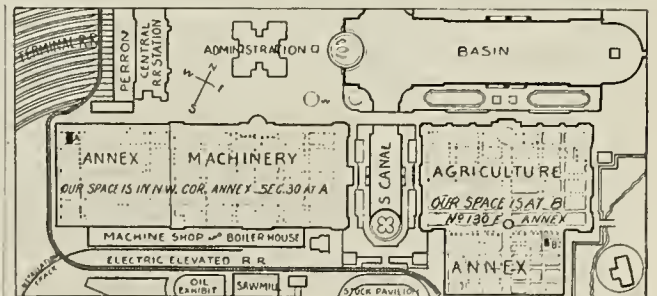 TERMINAL R.R.
PERRON
CENTRAL
R.R. STATION
N
W
S
ADMINISTRATION
BASIN
W
ANNEX
MACHINERY
OUR SPACE IS IN N.W. COR. ANNEX SEC. 30 AT A
A
S CANAL
AGRICULTURE
OUR SPACE IS AT B
No 130 E ANNEX
B
ANNEX
MACHINE SHOP AND BOILER HOUSE
ELECTRIC ELEVATED R.R.
TRACK
OIL
EXHIBIT
SAWMILL
STOCK PAVILION